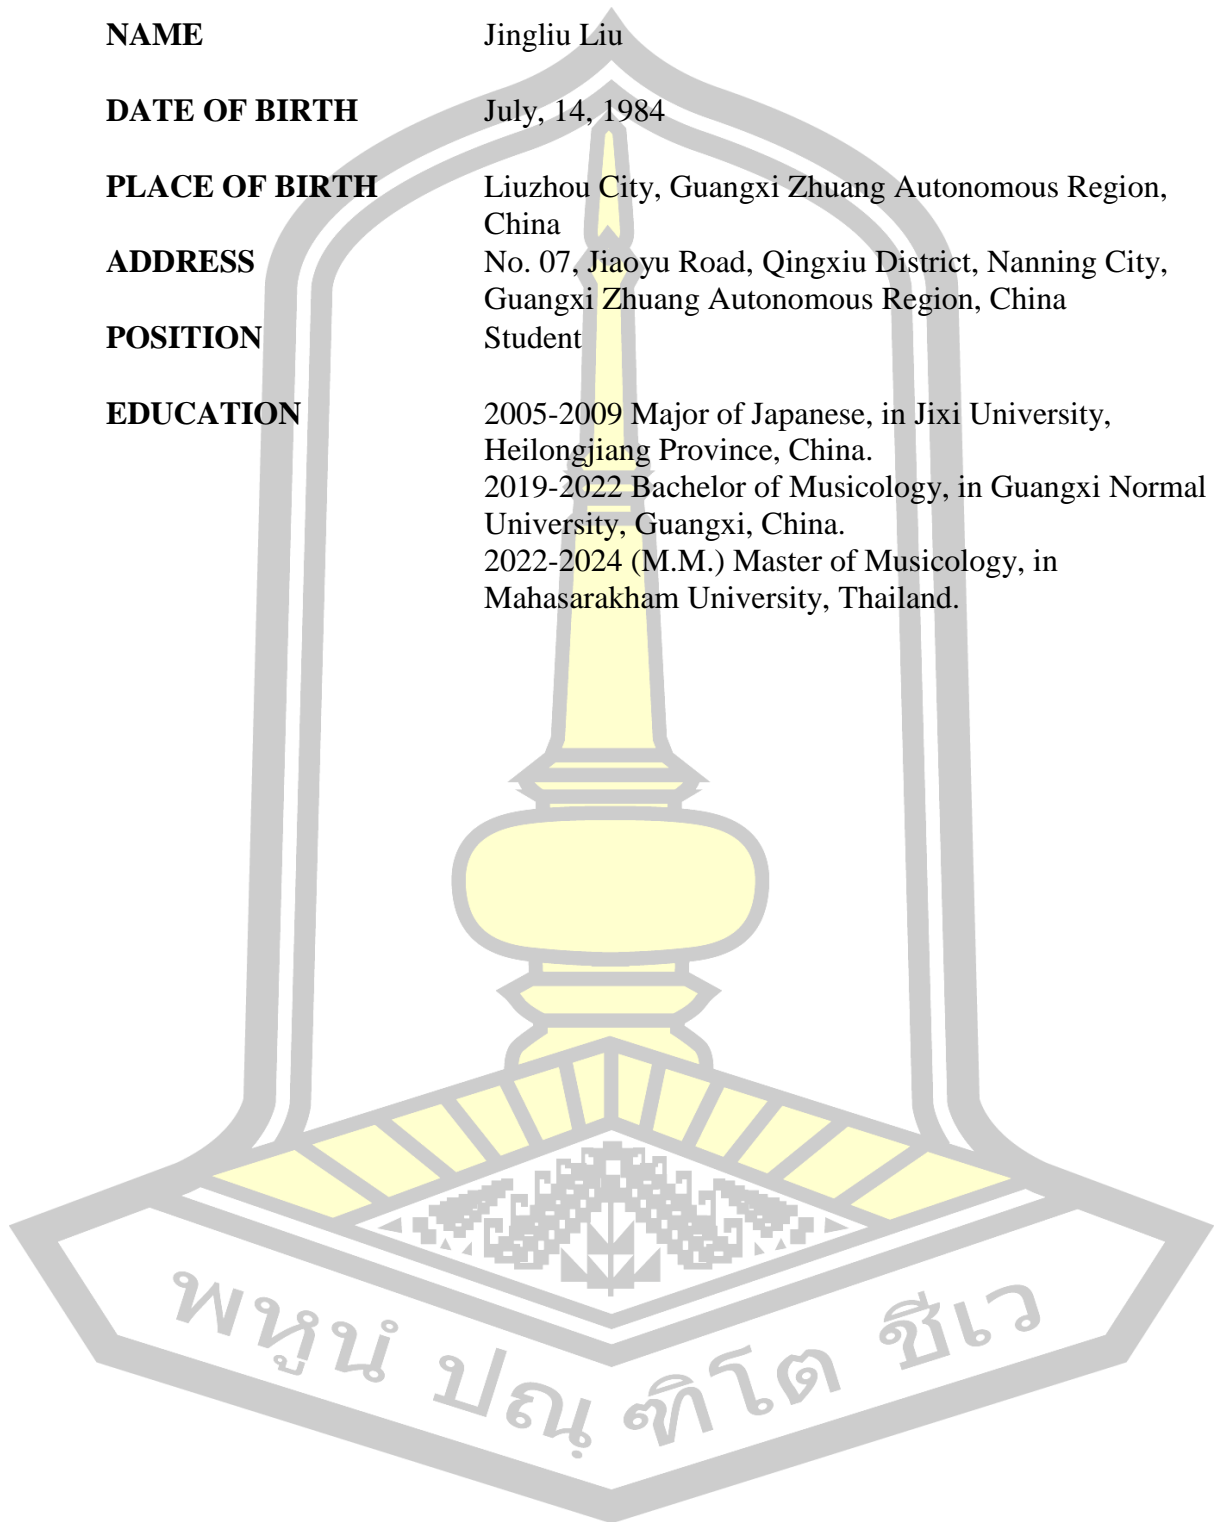 NAME Jingliu Liu
DATE OF BIRTH July, 14, 1984
PLACE OF BIRTH Liuzhou City, Guangxi Zhuang Autonomous Region,
China
ADDRESS No. 07, Jiaoyu Road, Qingxiu District, Nanning City,
Guangxi Zhuang Autonomous Region, China
POSITION Student
EDUCATION 2005-2009 Major of Japanese, in Jixi University,
Heilongjiang Province, China.
2019-2022 Bachelor of Musicology, in Guangxi Normal
University, Guangxi, China.
2022-2024 (M.M.) Master of Musicology, in
Mahasarakham University, Thailand.
พหูนํ ปณฺ ฑิโต ชีเว